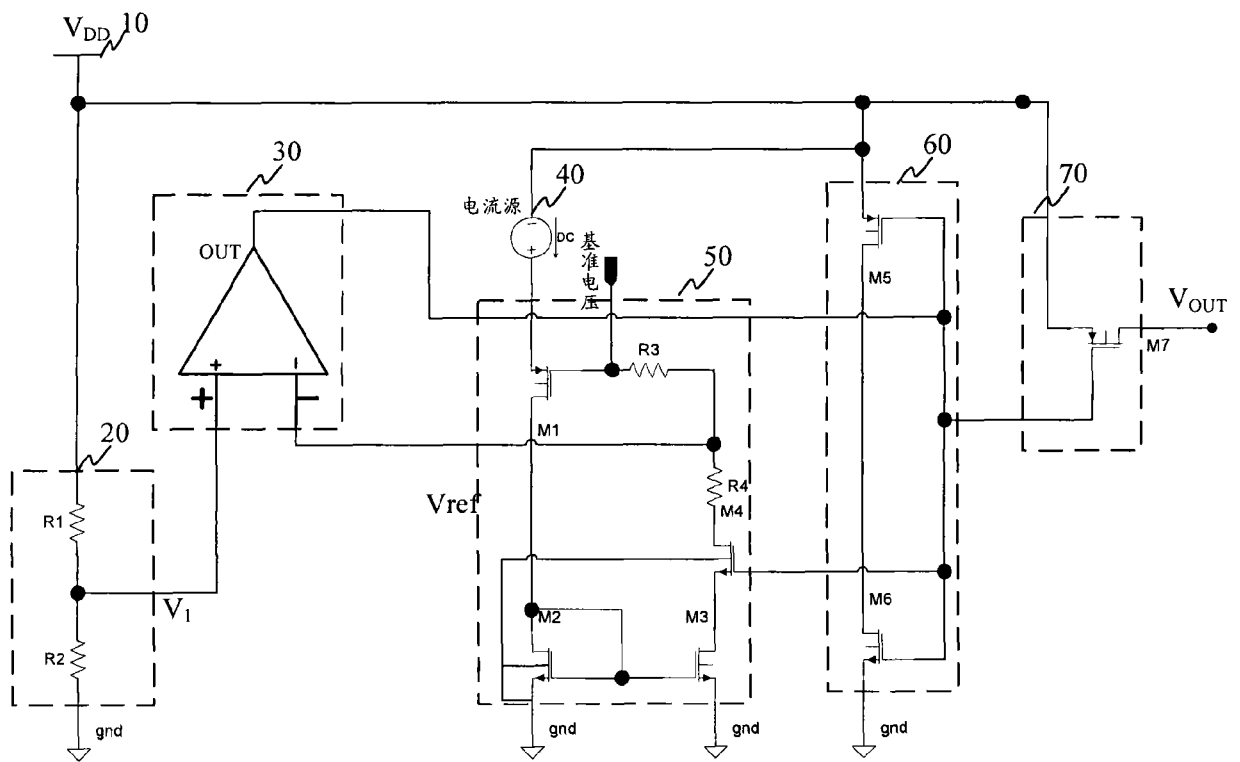 VDD 10
30
40
电流源
DC
基准电压
50
60
70
OUT
M5
VOUT
R3
M7
+
-
+
-
+
-
M1
20
Vref
R4
M4
R1
V1
M2
M3
M6
R2
gnd
gnd
gnd
gnd